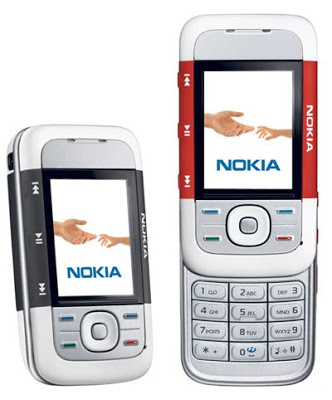 NOKIA
NOKIA
NOKIA
NOKIA
1
2 ABC
3 DEF
4 GHI
5 JKL
6 MNO
7 PQRS
8 TUV
9 WXYZ
* +
0
#